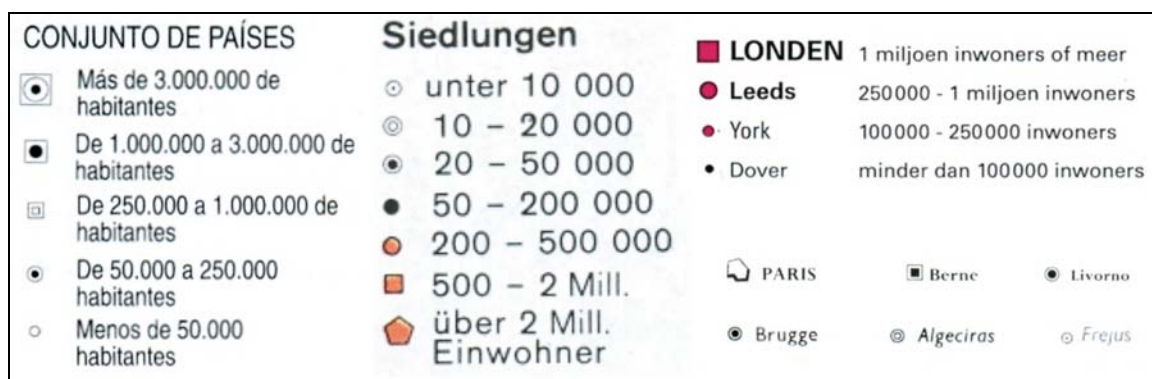 CONJUNTO DE PAÍSES
Más de 3.000.000 de
habitantes
De 1.000.000 a 3.000.000 de
habitantes
De 250.000 a 1.000.000 de
habitantes
De 50.000 a 250.000
habitantes
Menos de 50.000
habitantes
Siedlungen
unter 10 000
10 – 20 000
20 – 50 000
50 – 200 000
200 – 500 000
500 – 2 Mill.
über 2 Mill.
Einwohner
LONDEN 1 miljoen inwoners of meer
Leeds 250000 - 1 miljoen inwoners
York 100000 - 250000 inwoners
Dover minder dan 100000 inwoners
PARIS Berne Livorno
Brugge Algeciras Frejus